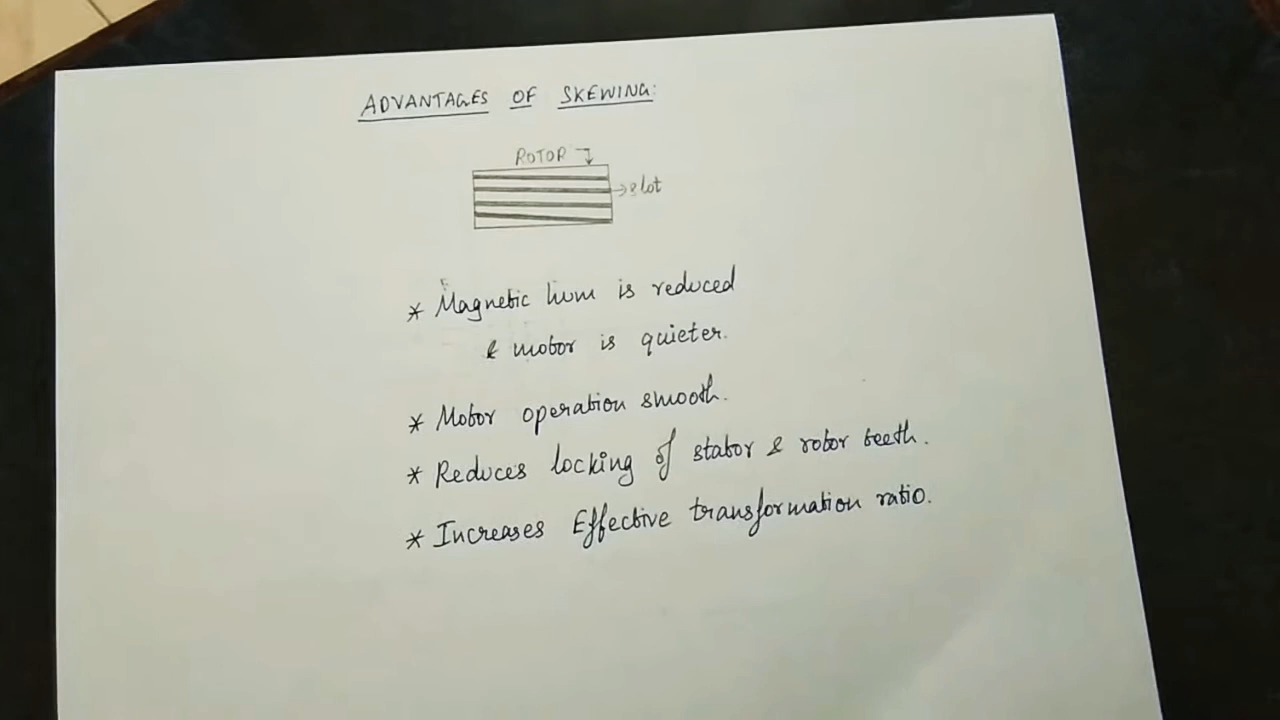 ADVANTAGES OF SKEWING:
ROTOR
slot
* Magnetic hum is reduced
& motor is quieter.
* Motor operation smooth.
* Reduces locking of stator & rotor teeth.
* Increases Effective transformation ratio.